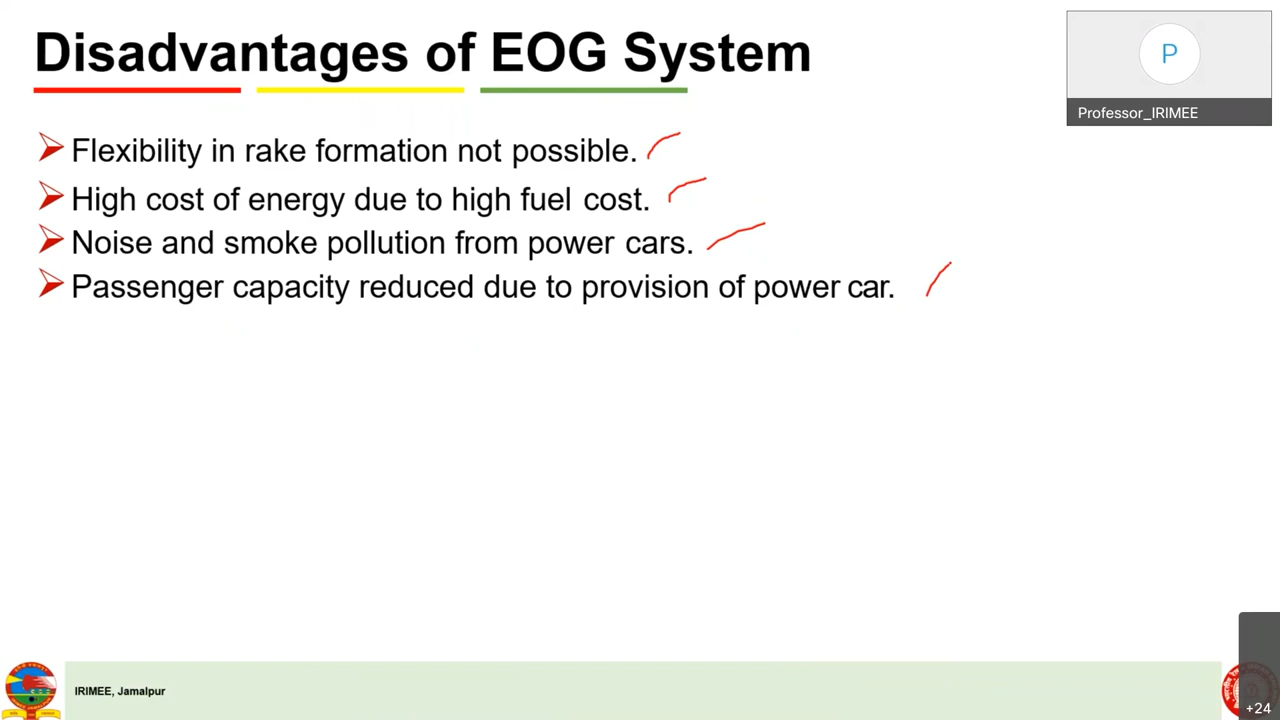 Disadvantages of EOG System
P
Professor_IRIMEE
Flexibility in rake formation not possible.
High cost of energy due to high fuel cost.
Noise and smoke pollution from power cars.
Passenger capacity reduced due to provision of power car.
IRIMEE, Jamalpur
+24